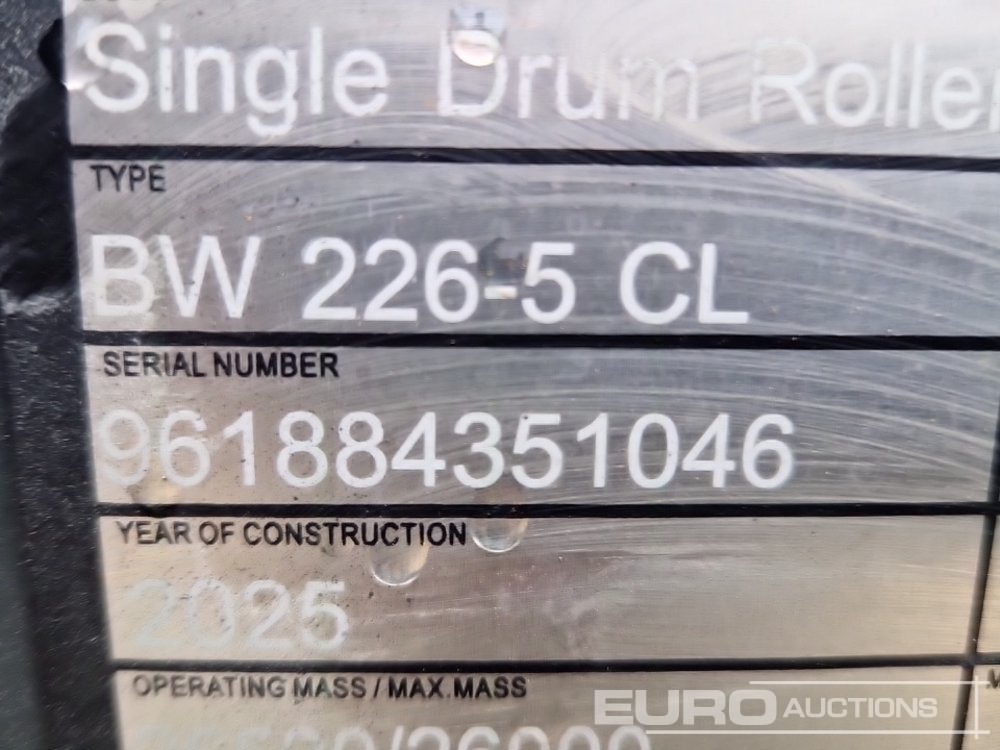 Single Drum Roller
TYPE
BW 226-5 CL
SERIAL NUMBER
961884351046
YEAR OF CONSTRUCTION
2025
OPERATING MASS / MAX.MASS
EURO AUCTIONS